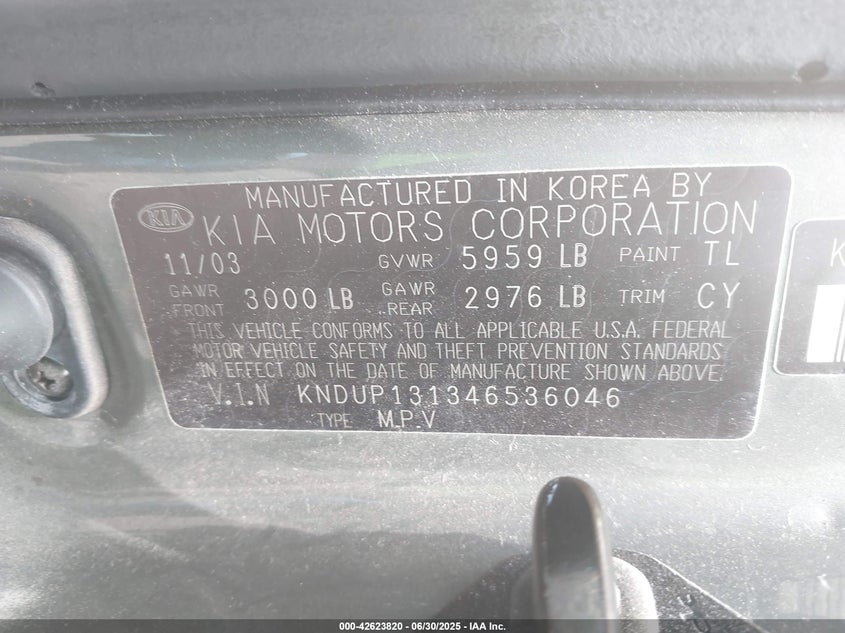 MANUFACTURED IN KOREA BY
KIA KIA MOTORS CORPORATION
11/03 GVWR 5959 LB PAINT TL
GAWR FRONT 3000 LB GAWR REAR 2976 LB TRIM CY
THIS VEHICLE CONFORMS TO ALL APPLICABLE U.S.A. FEDERAL
MOTOR VEHICLE SAFETY AND THEFT PREVENTION STANDARDS
IN EFFECT ON THE DATE OF MANUFACTURE SHOWN ABOVE.
V.I.N KNDUP131346536046
TYPE M.P.V
K
000-42623820 - 06/30/2025 - IAA Inc.